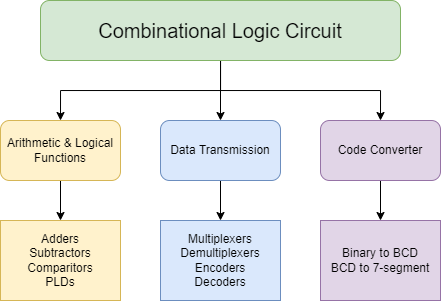 Combinational Logic Circuit
Arithmetic & Logical
Functions
Data Transmission
Code Converter
Adders
Subtractors
Comparitors
PLDs
Multiplexers
Demultiplexers
Encoders
Decoders
Binary to BCD
BCD to 7-segment